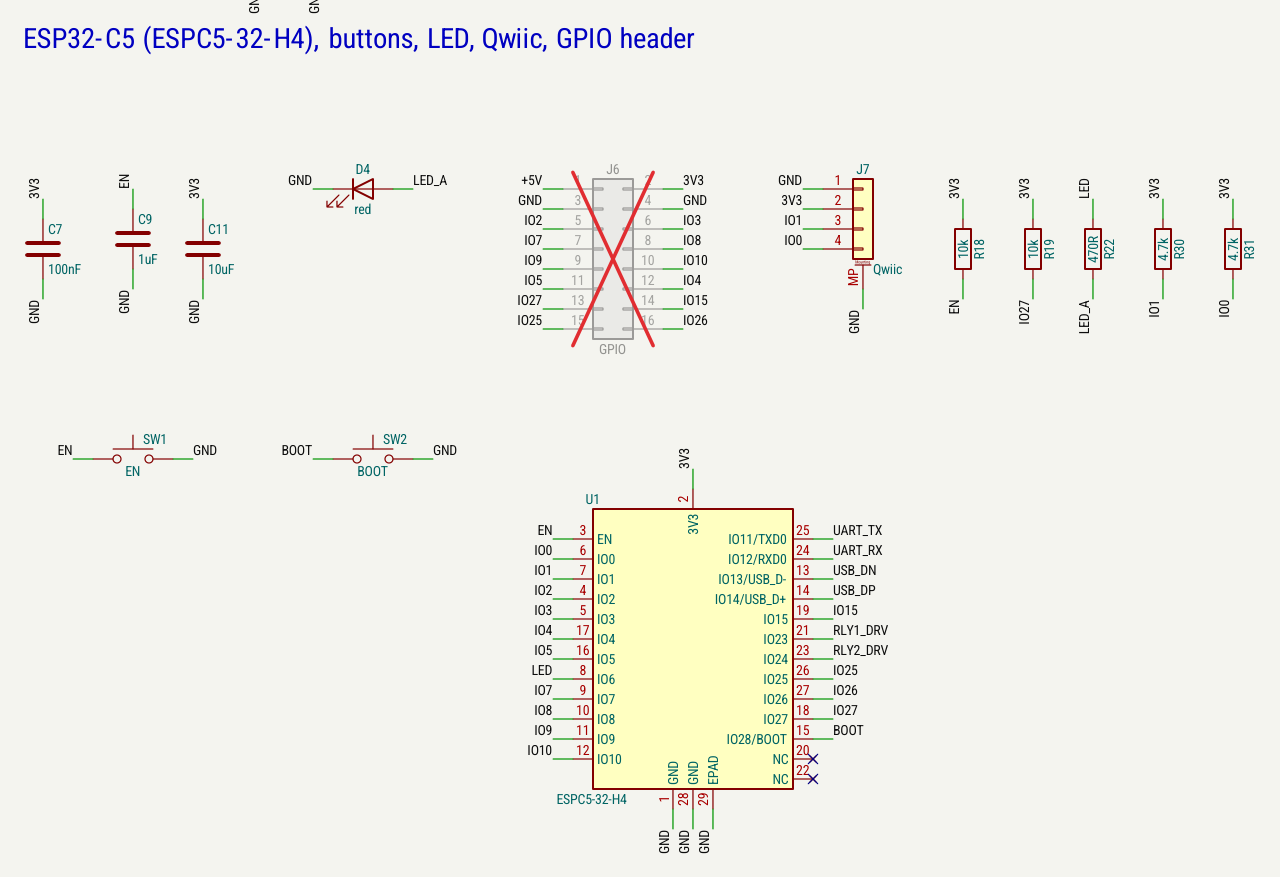 GND GND
ESP32-C5 (ESPC5-32-H4), buttons, LED, Qwiic, GPIO header
3V3
C7
100nF
GND
EN
C9
1uF
GND
3V3
C11
10uF
GND
D4
GND LED_A
red
J6
+5V 1 2 3V3
GND 3 4 GND
IO2 5 6 IO3
IO7 7 8 IO8
IO9 9 10 IO10
IO5 11 12 IO4
IO27 13 14 IO15
IO25 15 16 IO26
GPIO
J7
GND 1
3V3 2
IO1 3
IO0 4
MP Qwiic
GND
3V3
10k R18
EN
3V3
10k R19
IO27
LED
470R R22
LED_A
3V3
4.7k R30
IO1
3V3
4.7k R31
IO0
SW1
EN GND
EN
SW2
BOOT GND
BOOT
3V3
2
U1
3V3
EN 3 EN IO11/TXD0 25 UART_TX
IO0 6 IO0 IO12/RXD0 24 UART_RX
IO1 7 IO1 IO13/USB_D- 13 USB_DN
IO2 4 IO2 IO14/USB_D+ 14 USB_DP
IO3 5 IO3 IO15 19 IO15
IO4 17 IO4 IO23 21 RLY1_DRV
IO5 16 IO5 IO24 23 RLY2_DRV
LED 8 IO6 IO25 26 IO25
IO7 9 IO7 IO26 27 IO26
IO8 10 IO8 IO27 18 IO27
IO9 11 IO9 IO28/BOOT 15 BOOT
IO10 12 IO10 NC 20
NC 22
GND GND EPAD
ESPC5-32-H4
1 28 29
GND GND GND